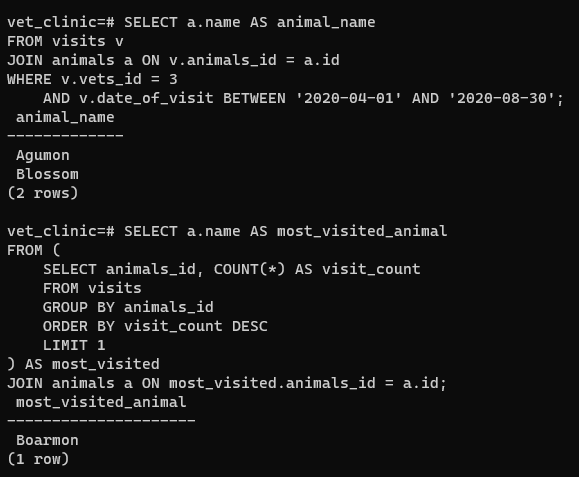 vet_clinic=# SELECT a.name AS animal_name
FROM visits v
JOIN animals a ON v.animals_id = a.id
WHERE v.vets_id = 3
    AND v.date_of_visit BETWEEN '2020-04-01' AND '2020-08-30';
 animal_name
-------------
 Agumon
 Blossom
(2 rows)

vet_clinic=# SELECT a.name AS most_visited_animal
FROM (
    SELECT animals_id, COUNT(*) AS visit_count
    FROM visits
    GROUP BY animals_id
    ORDER BY visit_count DESC
    LIMIT 1
) AS most_visited
JOIN animals a ON most_visited.animals_id = a.id;
 most_visited_animal
---------------------
 Boarmon
(1 row)